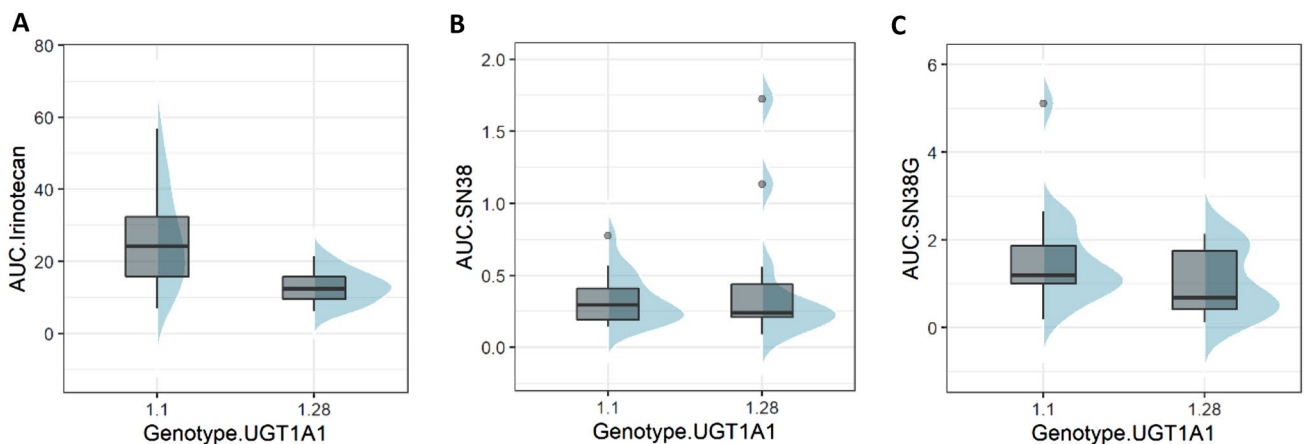 A
AUC.Irinotecan
80
60
40
20
0
1.1
1.28
Genotype.UGT1A1
B
AUC.SN38
2.0
1.5
1.0
0.5
0.0
1.1
1.28
Genotype.UGT1A1
C
AUC.SN38G
6
4
2
0
1.1
1.28
Genotype.UGT1A1